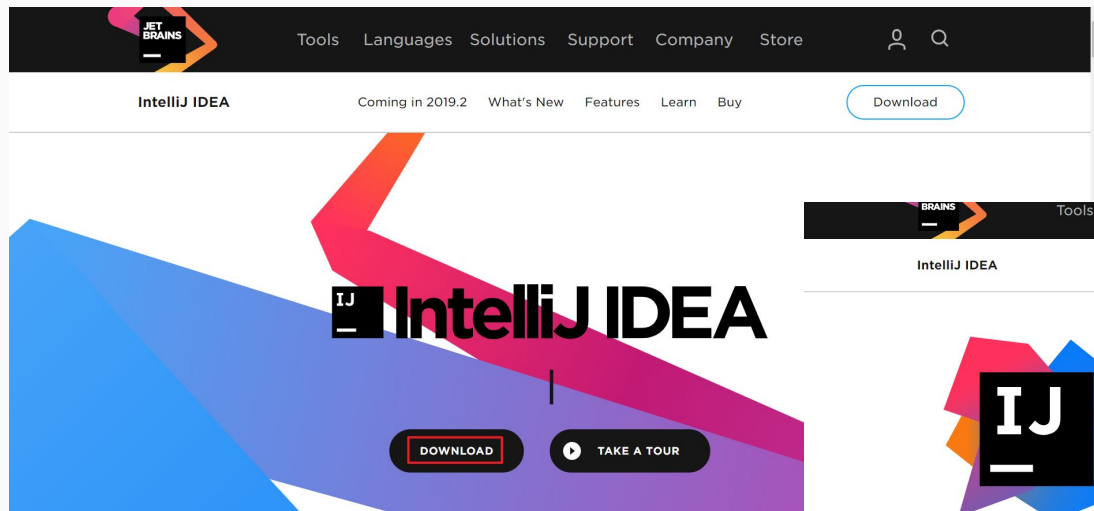 JET
BRAINS
Tools Languages Solutions Support Company Store
IntelliJ IDEA Coming in 2019.2 What's New Features Learn Buy Download
IJ IntelliJ IDEA
DOWNLOAD TAKE A TOUR
BRAINS Tools
IntelliJ IDEA
IJ